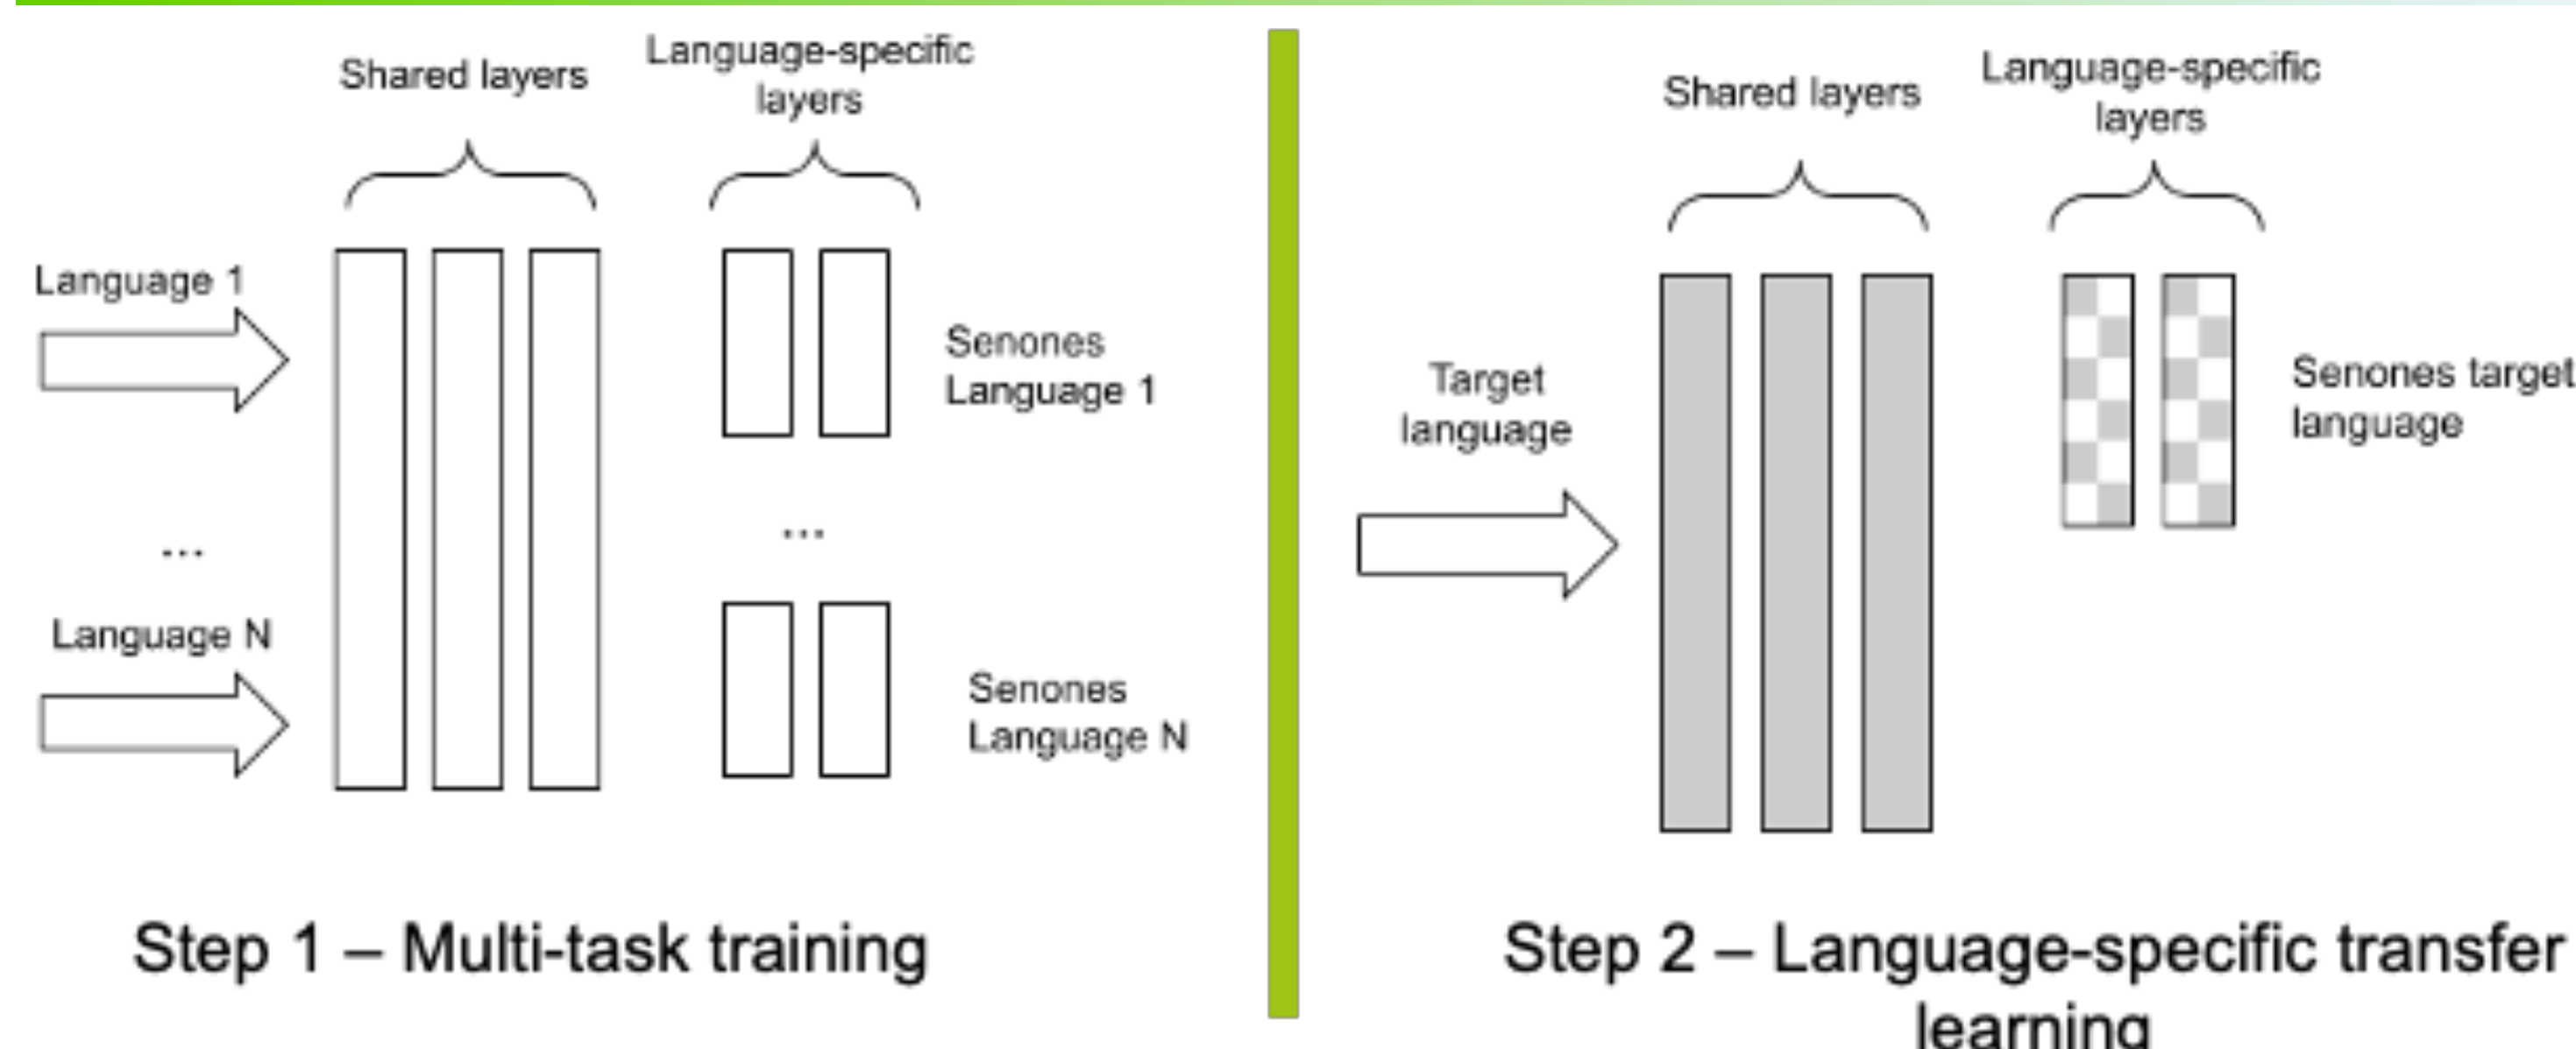 Shared layers
Language-specific
layers
Language 1
Senones
Language 1
...
...
Language N
Senones
Language N
Step 1 – Multi-task training
Shared layers
Language-specific
layers
Target
language
Senones target
language
Step 2 – Language-specific transfer
learning